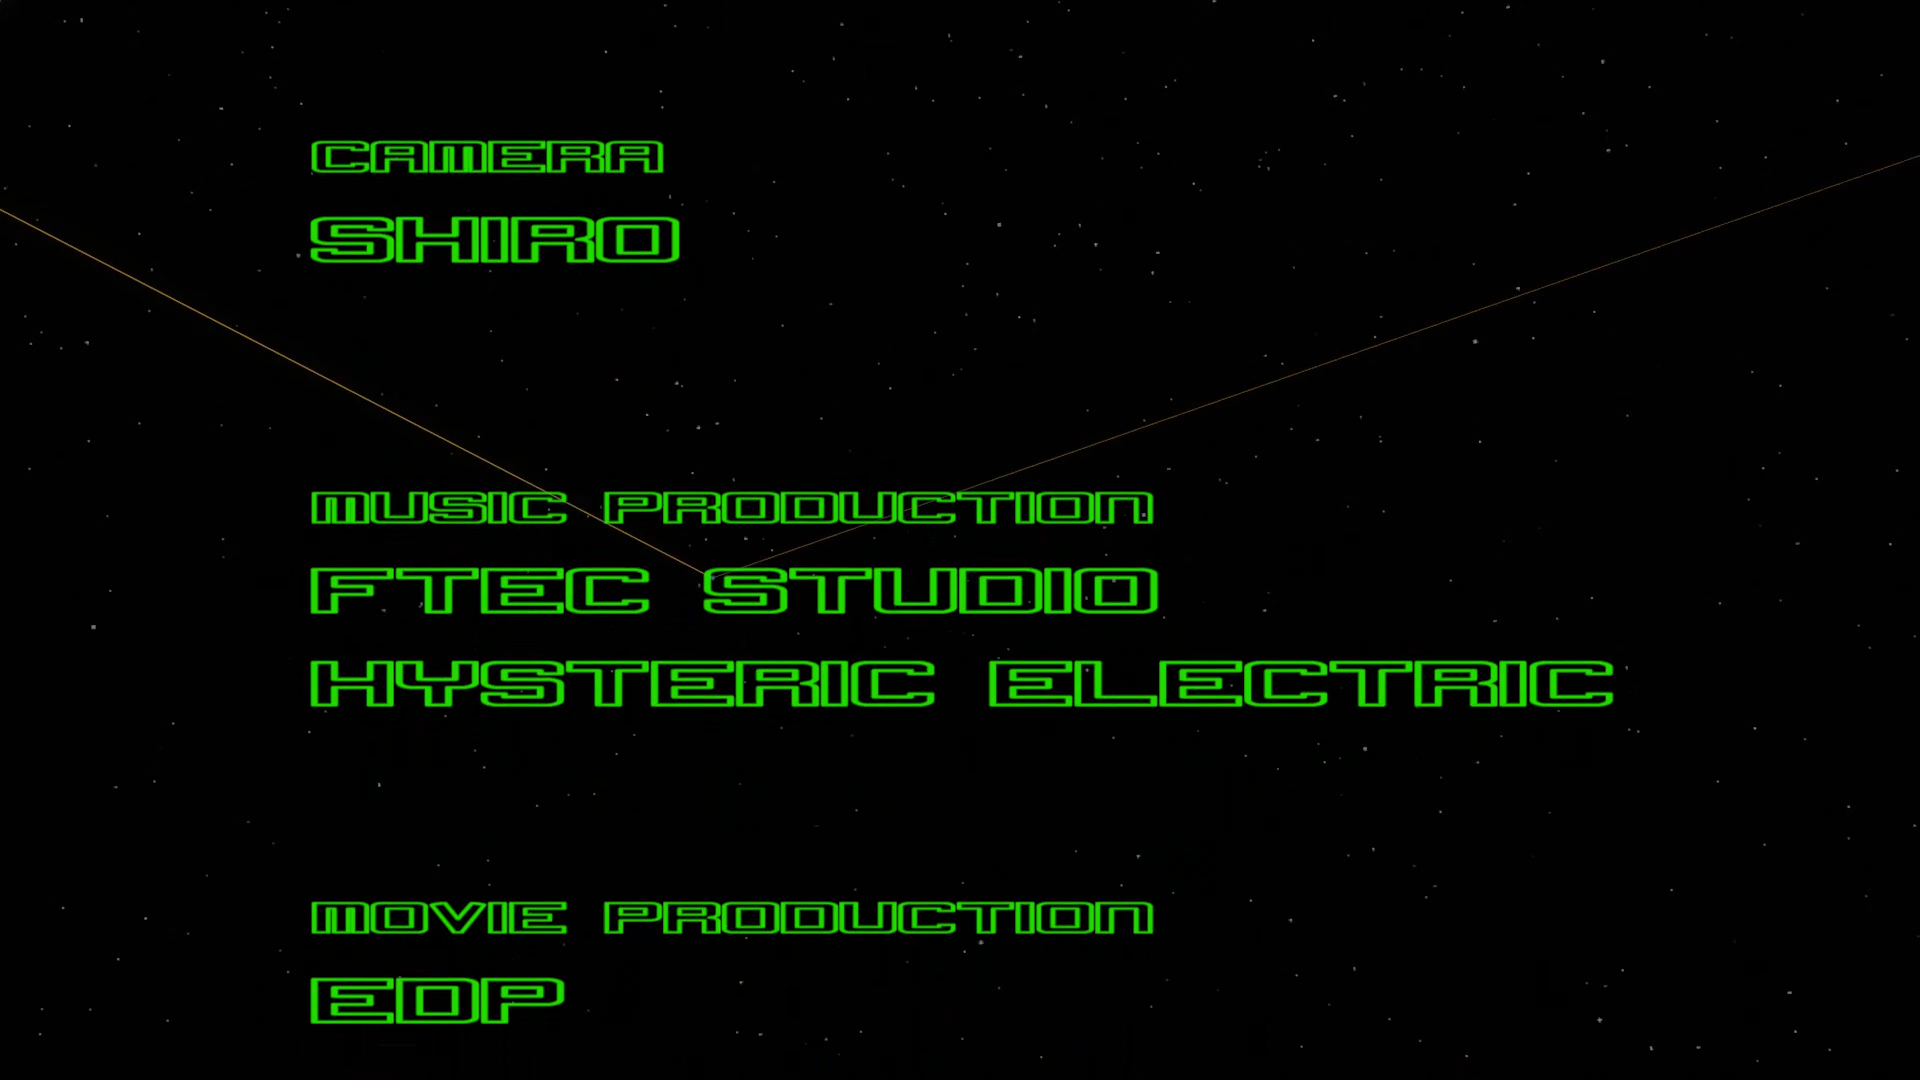 CAMERA
SHIRO
MUSIC PRODUCTION
FTEC STUDIO
HYSTERIC ELECTRIC
MOVIE PRODUCTION
EDP